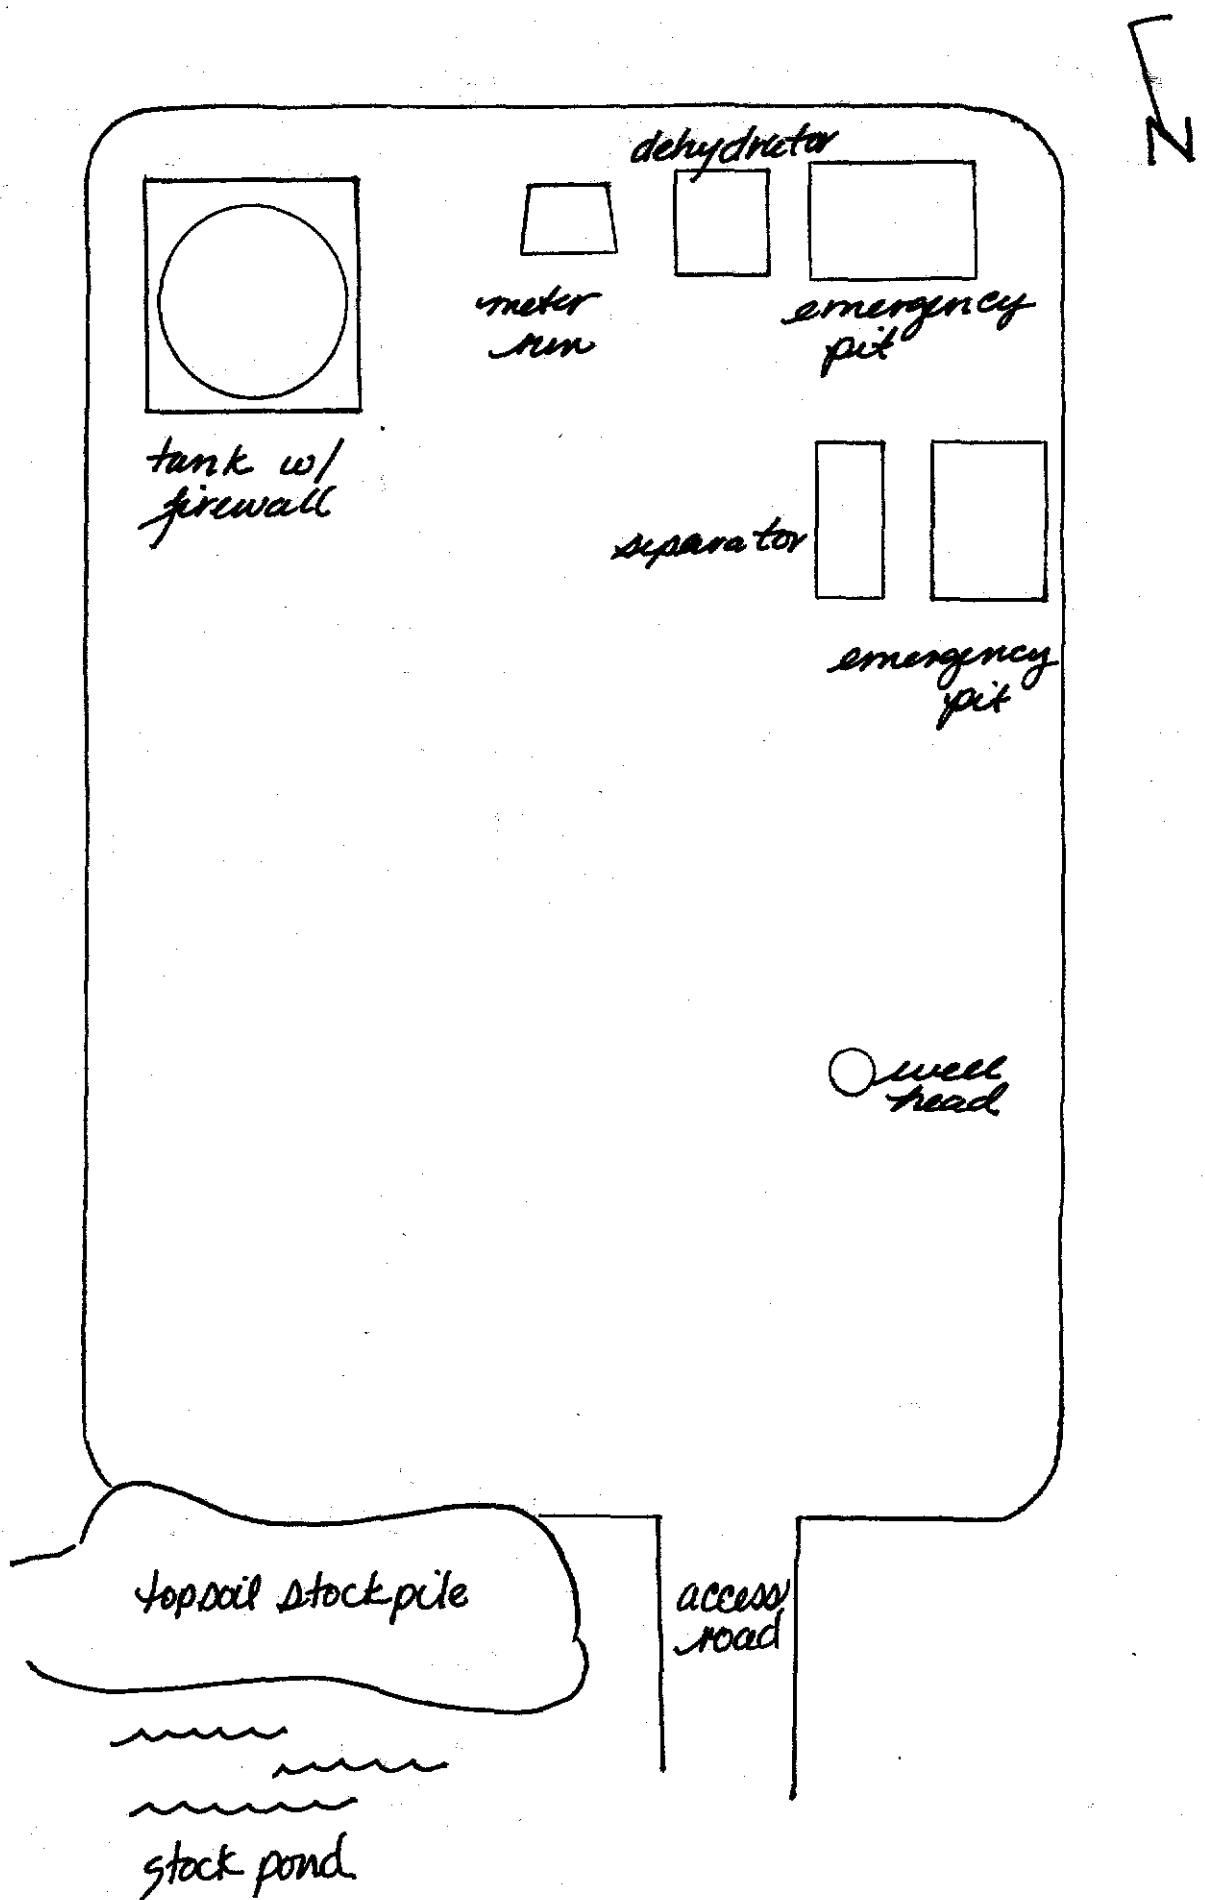 N
dehydrator
meter
run
emergency
pit
tank w/
firewall
separator
emergency
pit
well
head
topsoil stockpile
access
road
stock pond